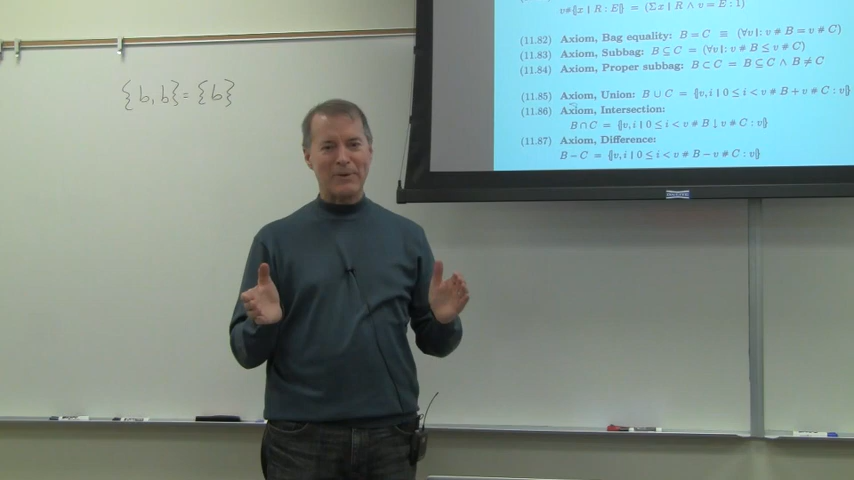 v#{|x | R : E|} = (Σx | R ∧ v = E : 1)
(11.82) Axiom, Bag equality: B = C ≡ (∀v |: v # B = v # C)
(11.83) Axiom, Subbag: B ⊆ C = (∀v |: v # B ≤ v # C)
(11.84) Axiom, Proper subbag: B ⊂ C = B ⊆ C ∧ B ≠ C
{b,b}={b}
(11.85) Axiom, Union: B ∪ C = {|v, i | 0 ≤ i < v # B + v # C : v|}
(11.86) Axiom, Intersection:
B ∩ C = {|v, i | 0 ≤ i < v # B ↓ v # C : v|}
(11.87) Axiom, Difference:
B − C = {|v, i | 0 ≤ i < v # B − v # C : v|}